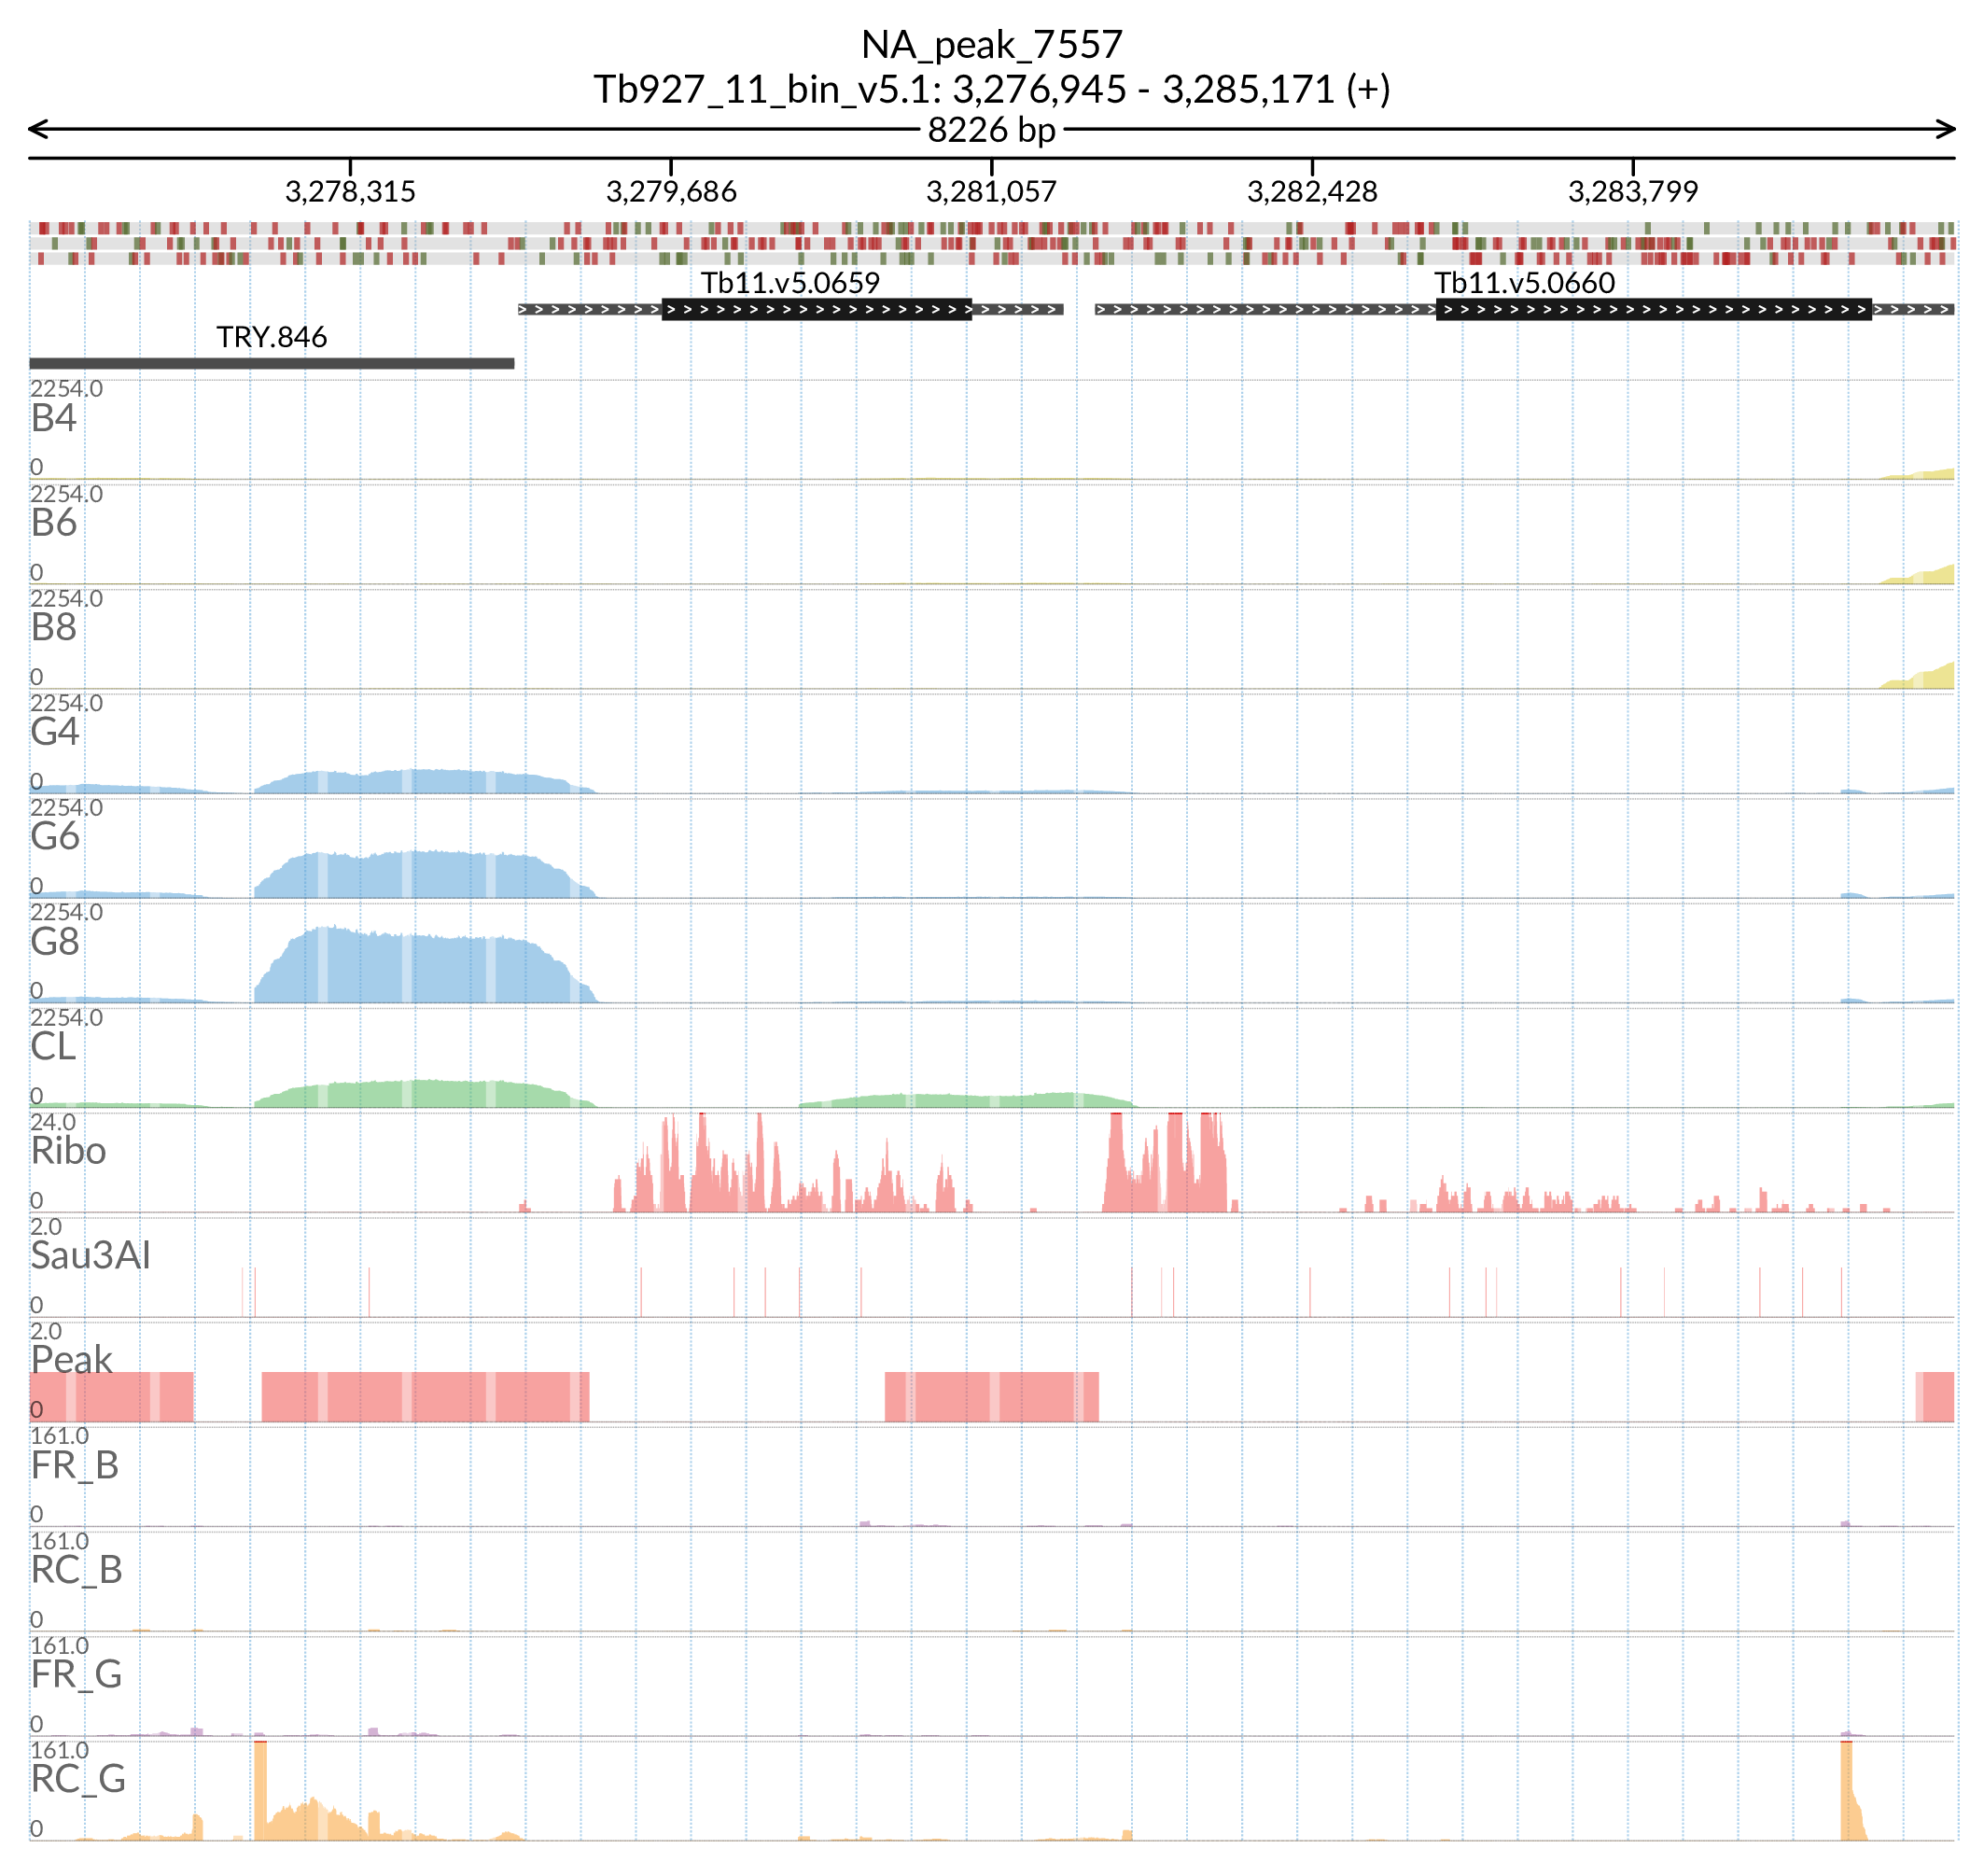 NA_peak_7557
Tb927_11_bin_v5.1: 3,276,945 - 3,285,171 (+)
8226 bp
3,278,315 3,279,686 3,281,057 3,282,428 3,283,799
Tb11.v5.0659 Tb11.v5.0660
TRY.846
2254.0
B4
0
2254.0
B6
0
2254.0
B8
0
2254.0
G4
0
2254.0
G6
0
2254.0
G8
0
2254.0
CL
0
24.0
Ribo
0
2.0
Sau3AI
0
2.0
Peak
0
161.0
FR_B
0
161.0
RC_B
0
161.0
FR_G
0
161.0
RC_G
0